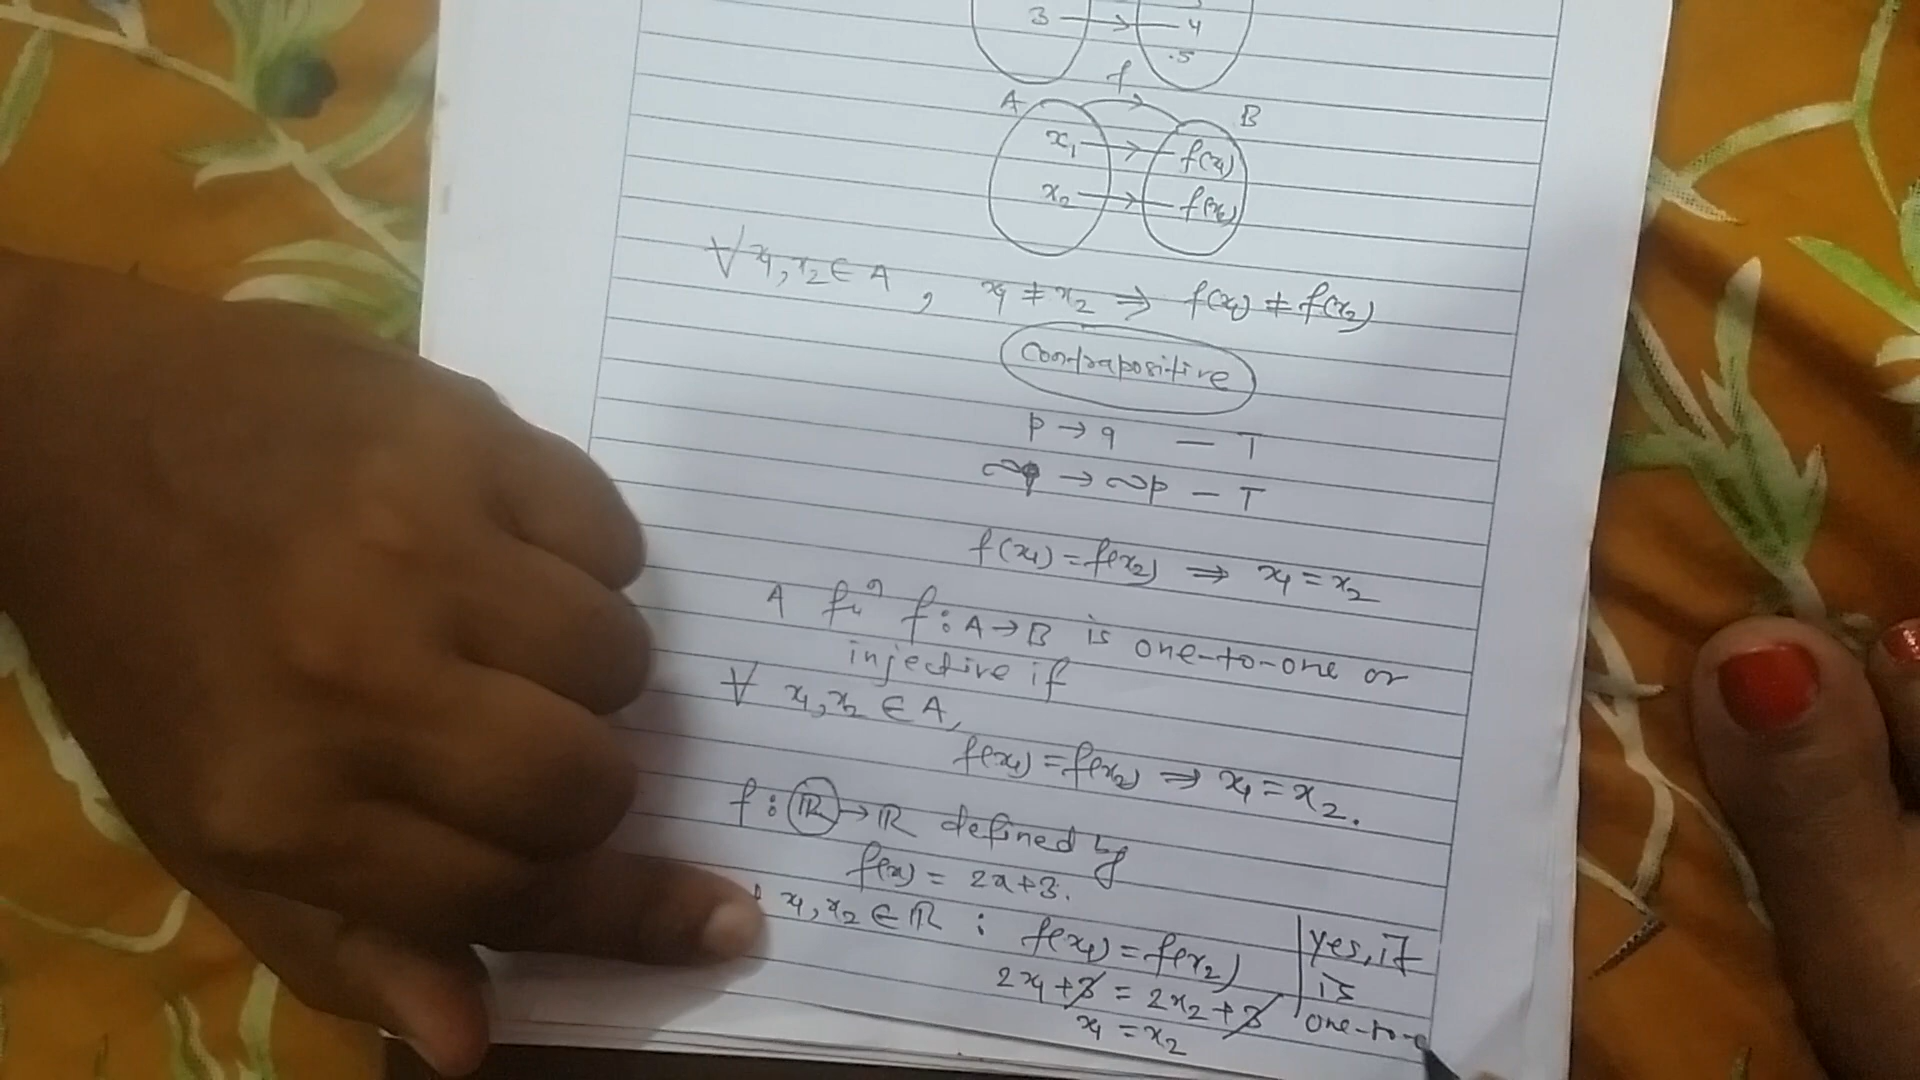 3 → 4
.5
f
A B
x₁ → f(x₁)
x₂ → f(x₂)
∀ x₁, x₂ ∈ A , x₁ ≠ x₂ ⇒ f(x₁) ≠ f(x₂)
Contrapositive
p → q — T
~q → ~p — T
f(x₁) = f(x₂) ⇒ x₁ = x₂
A fuⁿ f : A → B is one-to-one or
injective if
∀ x₁, x₂ ∈ A,
f(x₁) = f(x₂) ⇒ x₁ = x₂.
f : ℝ → ℝ defined by
f(x) = 2x+3.
x₁, x₂ ∈ ℝ : f(x₁) = f(x₂)
2x₁ + 3 = 2x₂ + 3
x₁ = x₂
Yes, it
is
one-to-